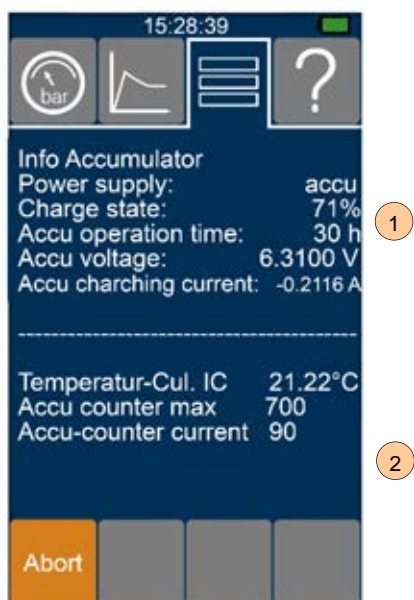 15:28:39
bar
?
Info Accumulator
Power supply: accu
Charge state: 71%
Accu operation time: 30 h
Accu voltage: 6.3100 V
Accu charching current: -0.2116 A
------------------------------------------
Temperatur-Cul. IC 21.22°C
Accu counter max 700
Accu-counter current 90
Abort
1
2